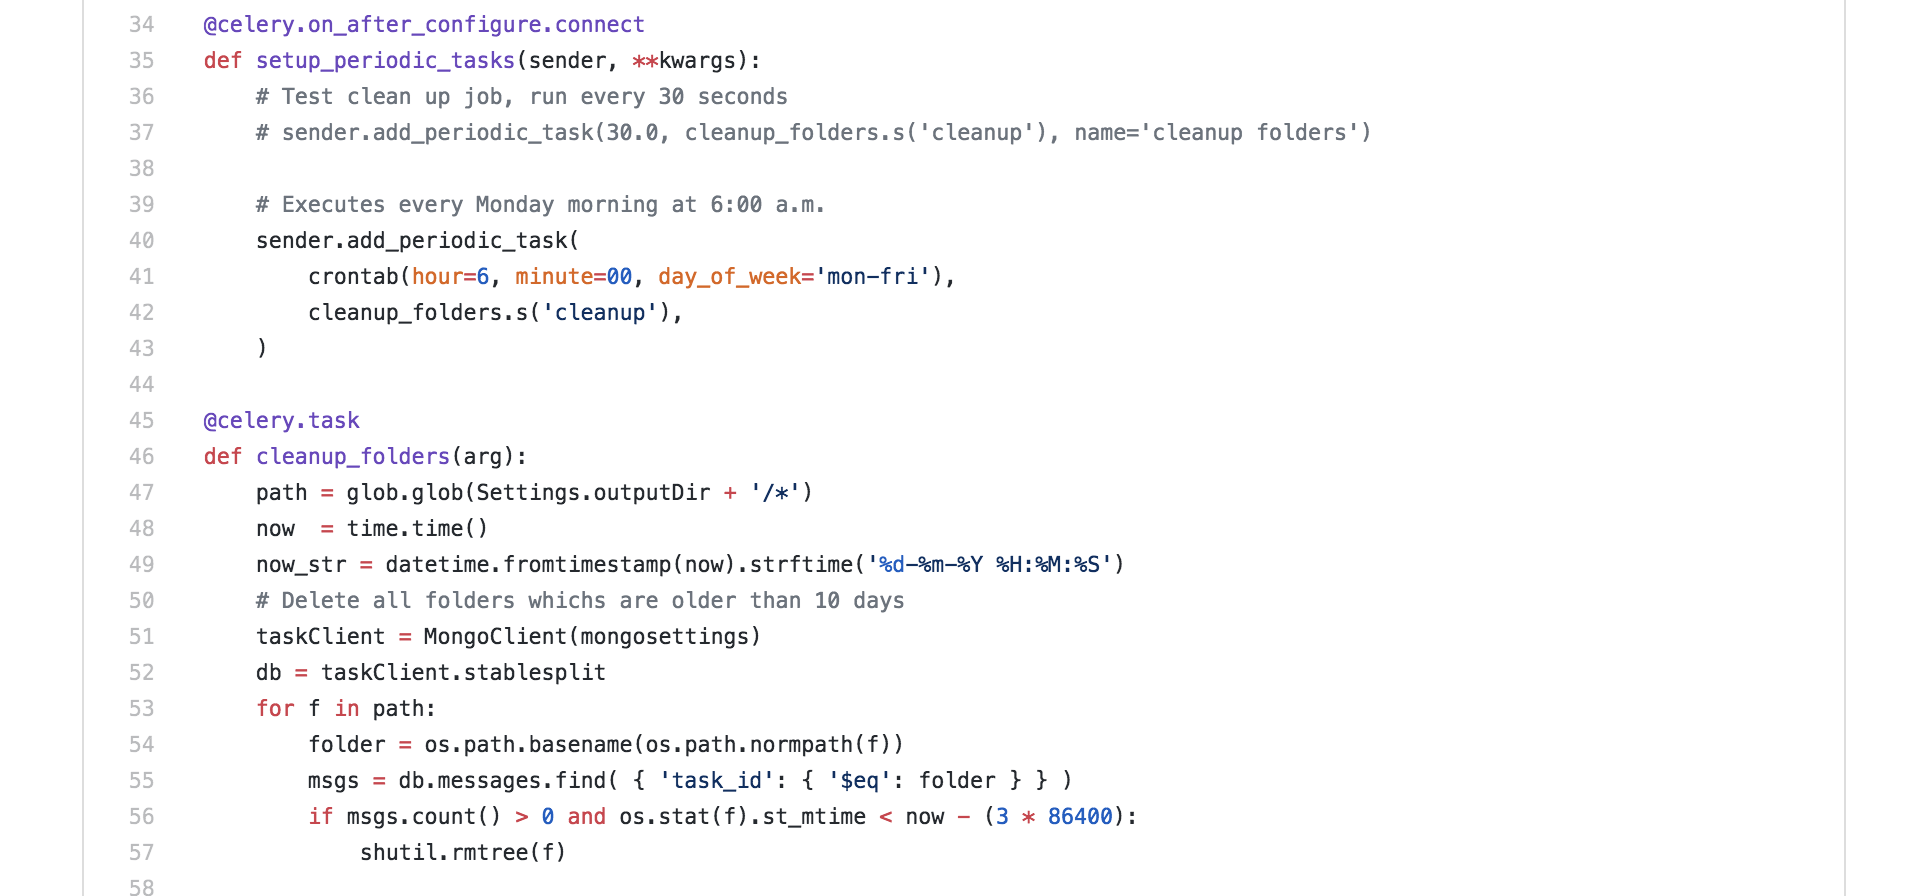 34 @celery.on_after_configure.connect
35 def setup_periodic_tasks(sender, **kwargs):
36     # Test clean up job, run every 30 seconds
37     # sender.add_periodic_task(30.0, cleanup_folders.s('cleanup'), name='cleanup folders')
38
39     # Executes every Monday morning at 6:00 a.m.
40     sender.add_periodic_task(
41         crontab(hour=6, minute=00, day_of_week='mon-fri'),
42         cleanup_folders.s('cleanup'),
43     )
44
45 @celery.task
46 def cleanup_folders(arg):
47     path = glob.glob(Settings.outputDir + '/*')
48     now  = time.time()
49     now_str = datetime.fromtimestamp(now).strftime('%d-%m-%Y %H:%M:%S')
50     # Delete all folders whichs are older than 10 days
51     taskClient = MongoClient(mongosettings)
52     db = taskClient.stablesplit
53     for f in path:
54         folder = os.path.basename(os.path.normpath(f))
55         msgs = db.messages.find( { 'task_id': { '$eq': folder } } )
56         if msgs.count() > 0 and os.stat(f).st_mtime < now - (3 * 86400):
57             shutil.rmtree(f)
58